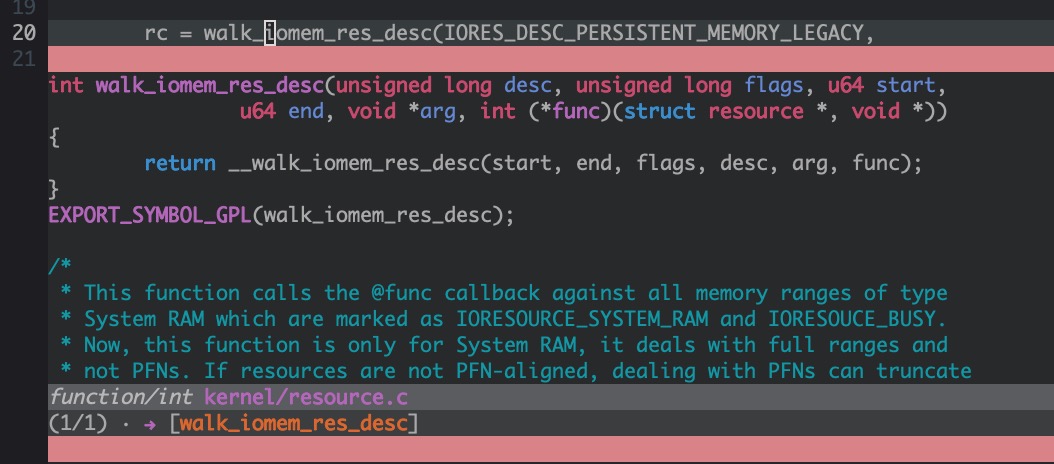 19
20 rc = walk_iomem_res_desc(IORES_DESC_PERSISTENT_MEMORY_LEGACY,
21
int walk_iomem_res_desc(unsigned long desc, unsigned long flags, u64 start,
u64 end, void *arg, int (*func)(struct resource *, void *))
{
return __walk_iomem_res_desc(start, end, flags, desc, arg, func);
}
EXPORT_SYMBOL_GPL(walk_iomem_res_desc);
/*
* This function calls the @func callback against all memory ranges of type
* System RAM which are marked as IORESOURCE_SYSTEM_RAM and IORESOUCE_BUSY.
* Now, this function is only for System RAM, it deals with full ranges and
* not PFNs. If resources are not PFN-aligned, dealing with PFNs can truncate
function/int kernel/resource.c
(1/1) · → [walk_iomem_res_desc]